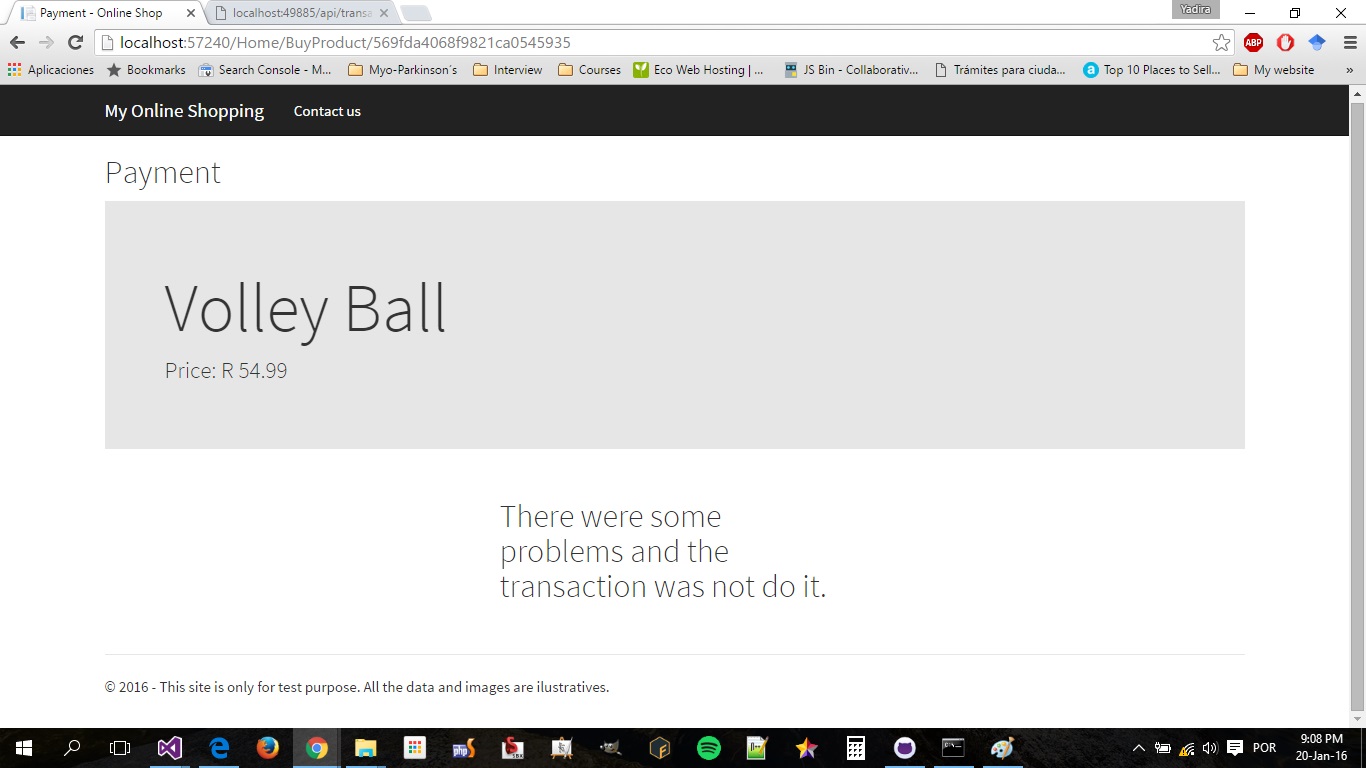 Payment - Online Shop
localhost:49885/api/transa
Yadira
localhost:57240/Home/BuyProduct/569fda4068f9821ca0545935
ABP
Aplicaciones
Bookmarks
Search Console - M...
Myo-Parkinson´s
Interview
Courses
Eco Web Hosting | ...
JS Bin - Collaborativ...
Trámites para ciuda...
a
Top 10 Places to Sell...
My website
»
My Online Shopping
Contact us
Payment
Volley Ball
Price: R 54.99
There were some
problems and the
transaction was not do it.
© 2016 - This site is only for test purpose. All the data and images are ilustratives.
php5
POR
9:08 PM
20-Jan-16